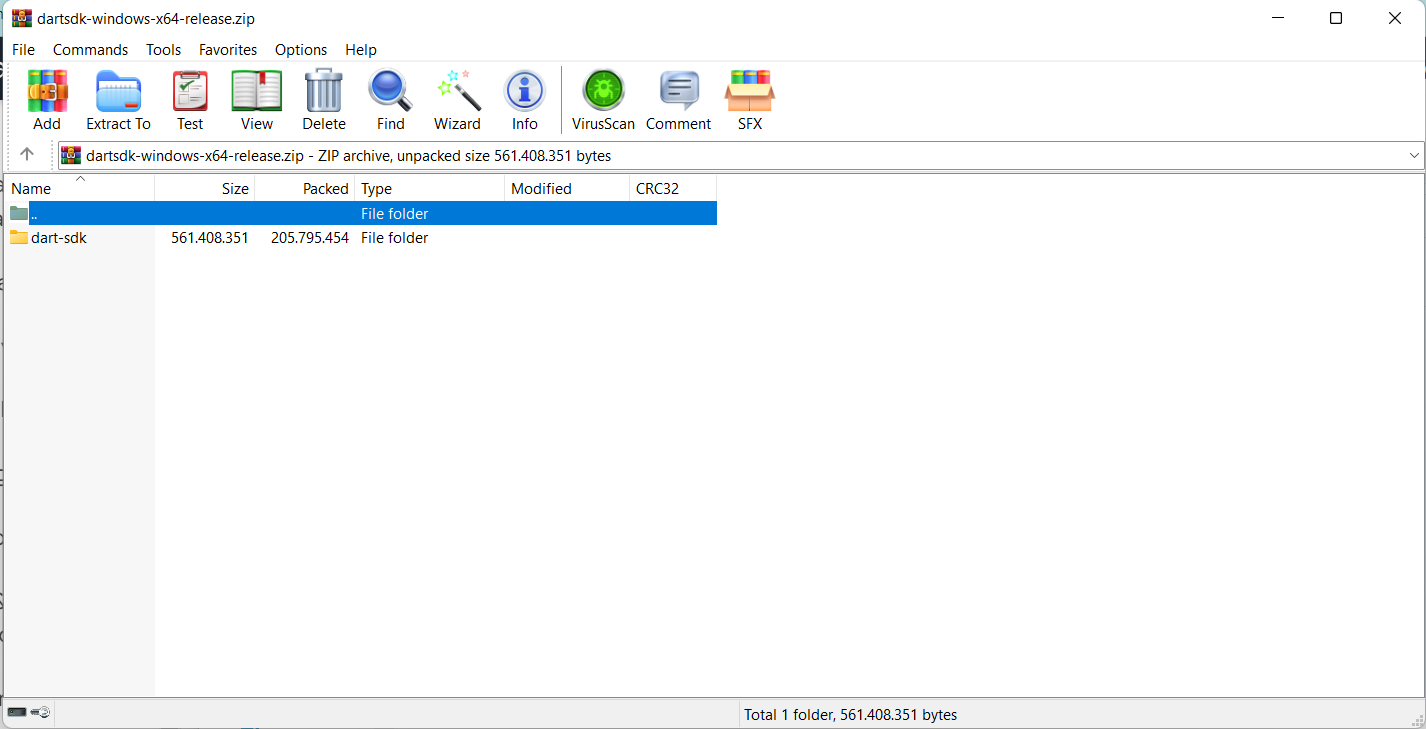 dartsdk-windows-x64-release.zip
File Commands Tools Favorites Options Help
Add Extract To Test View Delete Find Wizard Info VirusScan Comment SFX
dartsdk-windows-x64-release.zip - ZIP archive, unpacked size 561.408.351 bytes
Name Size Packed Type Modified CRC32
.. File folder
dart-sdk 561.408.351 205.795.454 File folder
Total 1 folder, 561.408.351 bytes